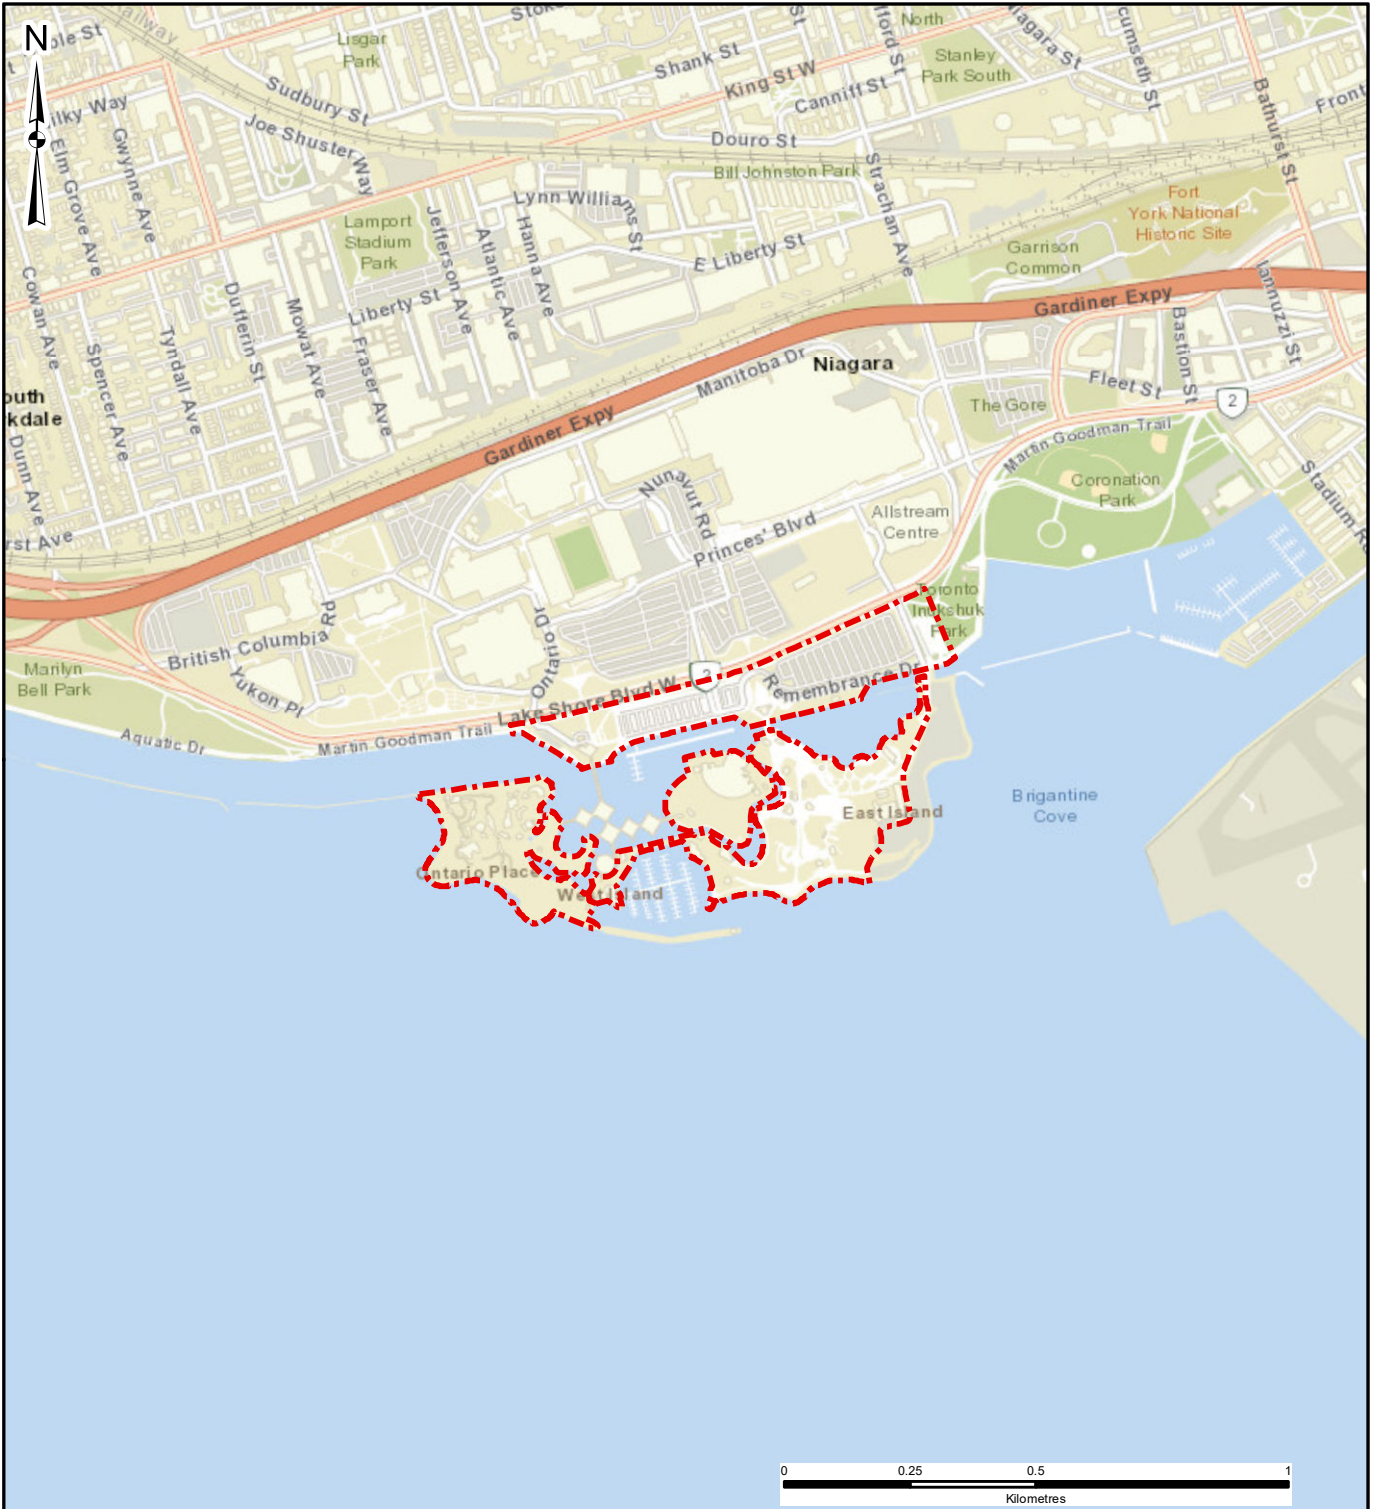 N
Lisgar
Park
North
Stanley
Park South
Shank St
King St W
Canniff St
Sudbury St
Joe Shuster Way
Douro St
Bill Johnston Park
Bathurst St
Front
Elm Grove Ave
Gwynne Ave
Lynn Williams St
Strachan Ave
Fort
York National
Historic Site
Lamport
Stadium
Park
Jefferson Ave
Atlantic Ave
Hanna Ave
E Liberty St
Garrison
Common
Cowan Ave
Dufferin St
Mowat Ave
Liberty St
Fraser Ave
Gardiner Expy
Iannuzzi St
Bastion St
Spencer Ave
Tyndall Ave
Manitoba Dr
Niagara
Fleet St
2
The Gore
Martin Goodman Trail
Dunn Ave
Gardiner Expy
Nunavut Rd
Coronation
Park
Stadium
Allstream
Centre
Princes' Blvd
Toronto
Inukshuk
Park
British Columbia Rd
Ontario Dr
Marilyn
Bell Park
Yukon Pl
2
Remembrance Dr
Lake Shore Blvd W
Aquatic Dr
Martin Goodman Trail
Brigantine
Cove
East Island
Ontario Place
West Island
0
0.25
0.5
1
Kilometres